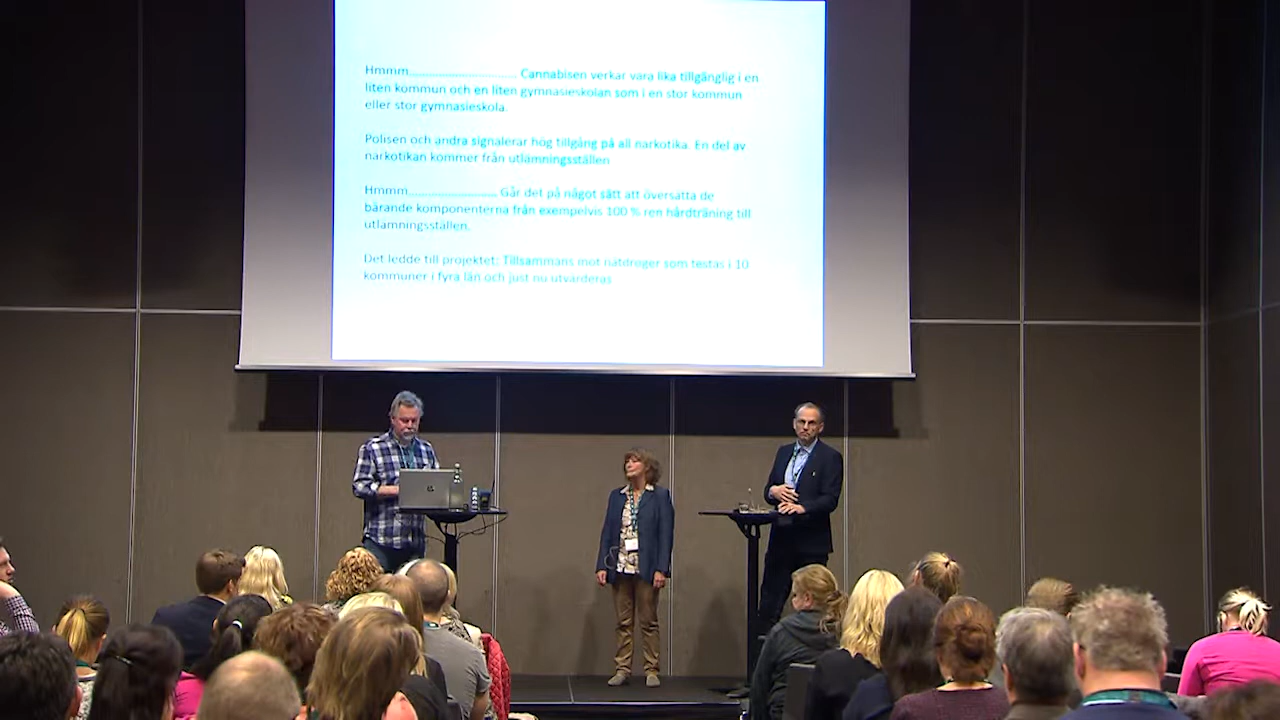 Hmmm............................ Cannabisen verkar vara lika tillgänglig i en
liten kommun och en liten gymnasieskolan som i en stor kommun
eller stor gymnasieskola.
Polisen och andra signalerar hög tillgång på all narkotika. En del av
narkotikan kommer från utlämningsställen
Hmmm....................... Går det på något sätt att översätta de
bärande komponenterna från exempelvis 100 % ren hårdträning till
utlämningsställen.
Det ledde till projektet: Tillsammans mot nätdroger som testas i 10
kommuner i fyra län och just nu utvärderas